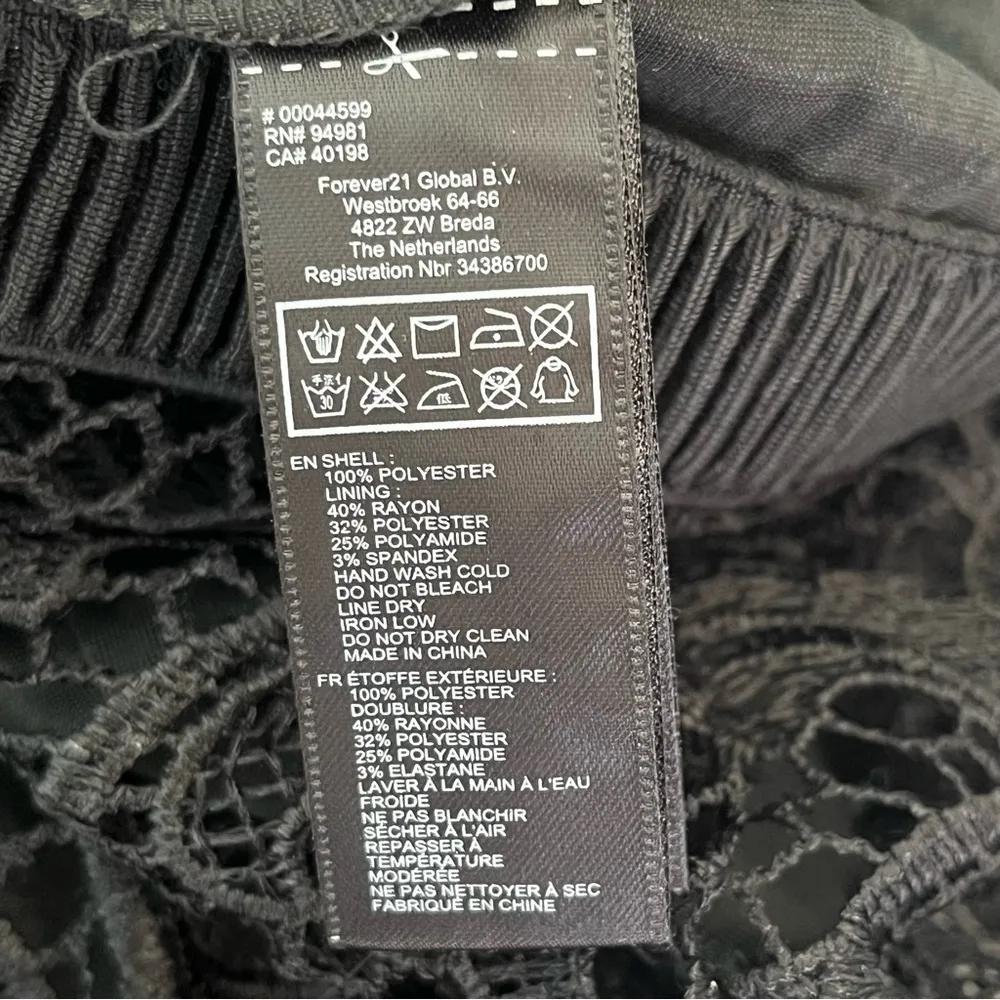 # 00044599
RN# 94981
CA# 40198
Forever21 Global B.V.
Westbroek 64-66
4822 ZW Breda
The Netherlands
Registration Nbr 34386700
手洗イ
30
低
EN SHELL :
100% POLYESTER
LINING :
40% RAYON
32% POLYESTER
25% POLYAMIDE
3% SPANDEX
HAND WASH COLD
DO NOT BLEACH
LINE DRY
IRON LOW
DO NOT DRY CLEAN
MADE IN CHINA
FR ÉTOFFE EXTÉRIEURE :
100% POLYESTER
DOUBLURE :
40% RAYONNE
32% POLYESTER
25% POLYAMIDE
3% ELASTANE
LAVER À LA MAIN À L'EAU
FROIDE
NE PAS BLANCHIR
SÉCHER À L'AIR
REPASSER À
TEMPÉRATURE
MODÉRÉE
NE PAS NETTOYER À SEC
FABRIQUÉ EN CHINE